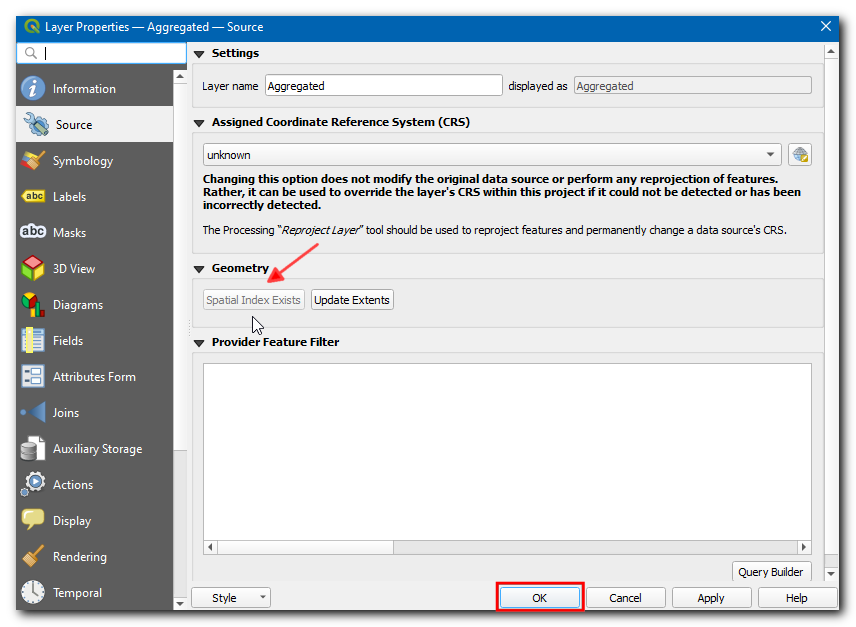 Layer Properties — Aggregated — Source
Information
Source
Symbology
abc Labels
abc Masks
3D View
Diagrams
Fields
Attributes Form
Joins
Auxiliary Storage
Actions
Display
Rendering
Temporal
Settings
Layer name Aggregated displayed as Aggregated
Assigned Coordinate Reference System (CRS)
unknown
Changing this option does not modify the original data source or perform any reprojection of features.
Rather, it can be used to override the layer's CRS within this project if it could not be detected or has been
incorrectly detected.
The Processing “Reproject Layer” tool should be used to reproject features and permanently change a data source's CRS.
Geometry
Spatial Index Exists Update Extents
Provider Feature Filter
Query Builder
Style OK Cancel Apply Help